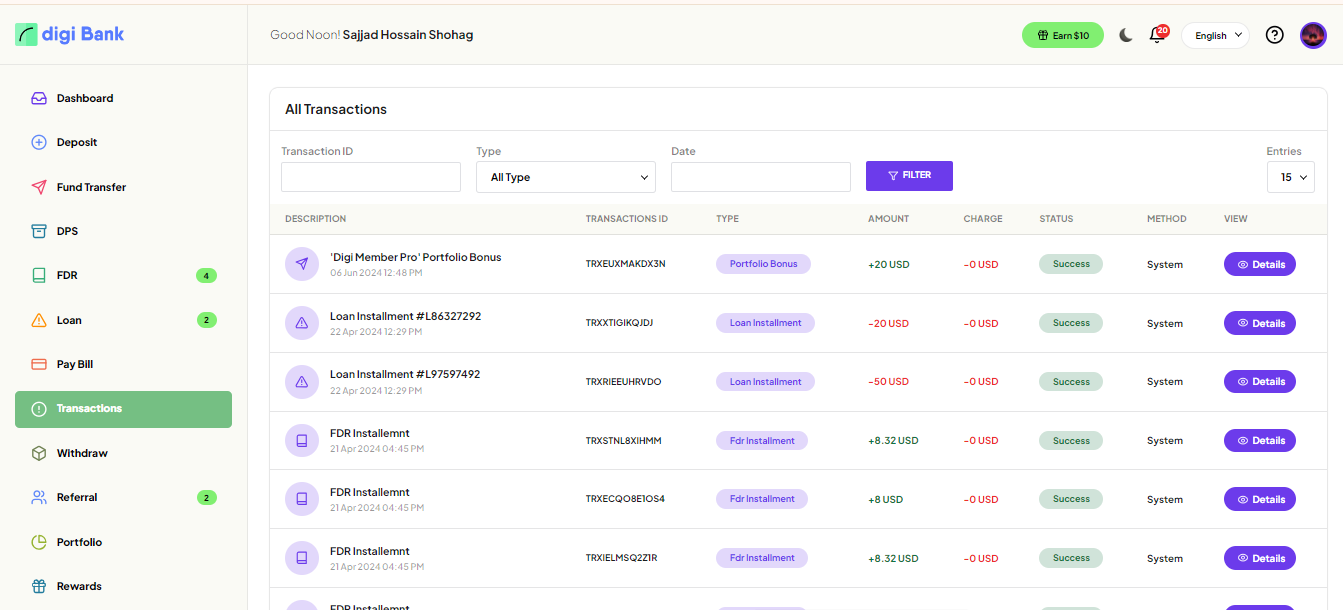 digi Bank
Good Noon! Sajjad Hossain Shohag
Earn $10
20
English
Dashboard
Deposit
Fund Transfer
DPS
FDR 4
Loan 2
Pay Bill
Transactions
Withdraw
Referral 2
Portfolio
Rewards
All Transactions
Transaction ID Type Date Entries
All Type FILTER 15
DESCRIPTION TRANSACTIONS ID TYPE AMOUNT CHARGE STATUS METHOD VIEW
'Digi Member Pro' Portfolio Bonus
06 Jun 2024 12:48 PM
TRXEUXMAKDX3N Portfolio Bonus +20 USD -0 USD Success System Details
Loan Installment #L86327292
22 Apr 2024 12:29 PM
TRXXTIGIKQJDJ Loan Installment -20 USD -0 USD Success System Details
Loan Installment #L97597492
22 Apr 2024 12:29 PM
TRXRIEEUHRVDO Loan Installment -50 USD -0 USD Success System Details
FDR Installemnt
21 Apr 2024 04:45 PM
TRXSTNL8XIHMM Fdr Installment +8.32 USD -0 USD Success System Details
FDR Installemnt
21 Apr 2024 04:45 PM
TRXECQO8E1OS4 Fdr Installment +8 USD -0 USD Success System Details
FDR Installemnt
21 Apr 2024 04:45 PM
TRXIELMSQ2Z1R Fdr Installment +8.32 USD -0 USD Success System Details
FDR Installemnt